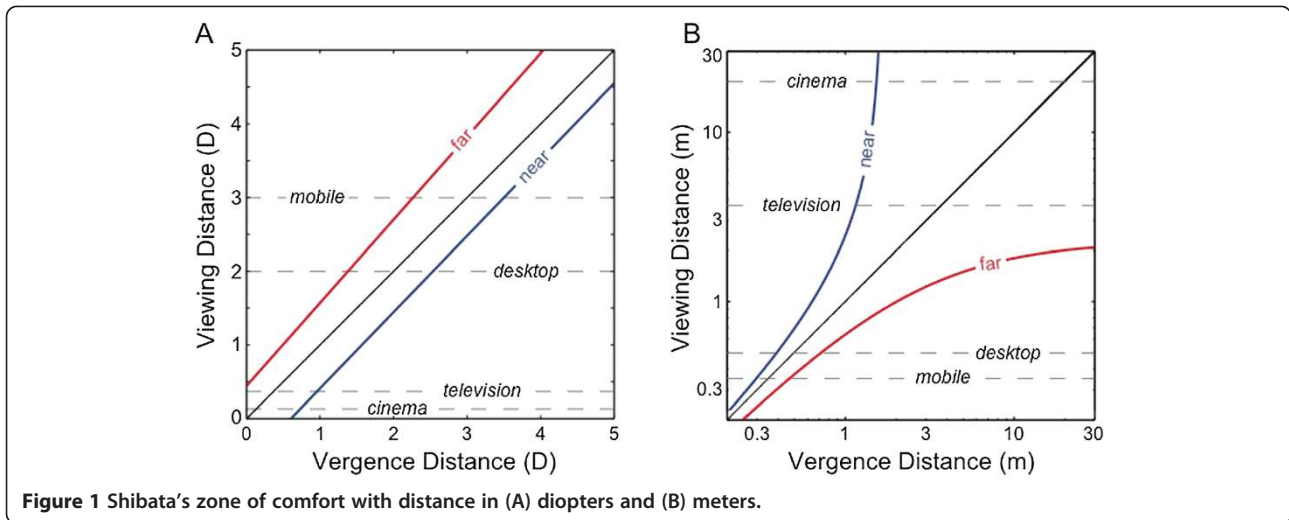 A
5
4
3
2
1
0
Viewing Distance (D)
far
near
mobile
desktop
television
cinema
0 1 2 3 4 5
Vergence Distance (D)
B
30
10
3
1
0.3
Viewing Distance (m)
cinema
near
television
far
desktop
mobile
0.3 1 3 10 30
Vergence Distance (m)
Figure 1 Shibata's zone of comfort with distance in (A) diopters and (B) meters.